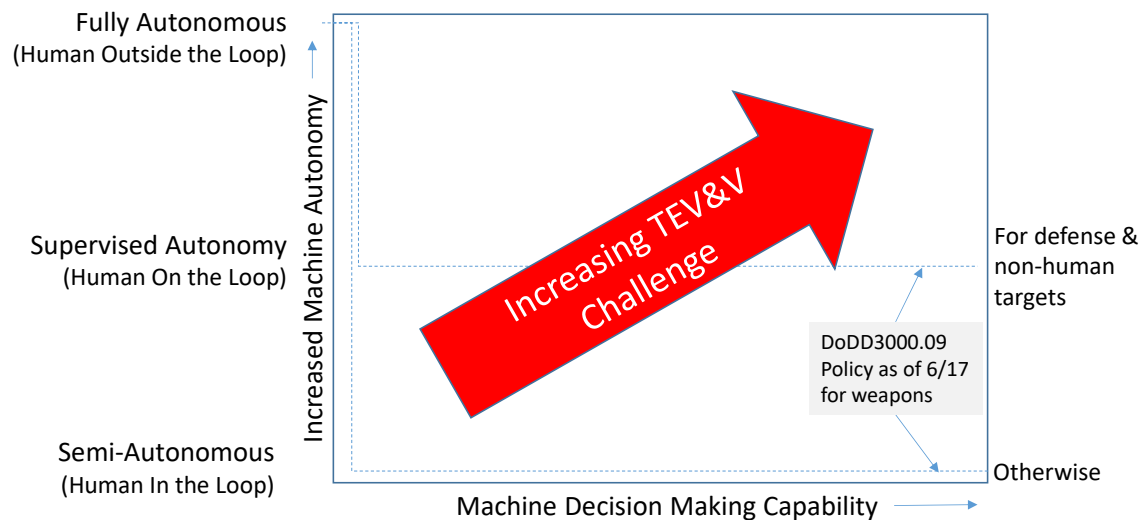 Fully Autonomous
(Human Outside the Loop)
Increased Machine Autonomy
Increasing TEV&V
Challenge
Supervised Autonomy
(Human On the Loop)
For defense &
non-human
targets
DoDD3000.09
Policy as of 6/17
for weapons
Semi-Autonomous
(Human In the Loop)
Otherwise
Machine Decision Making Capability